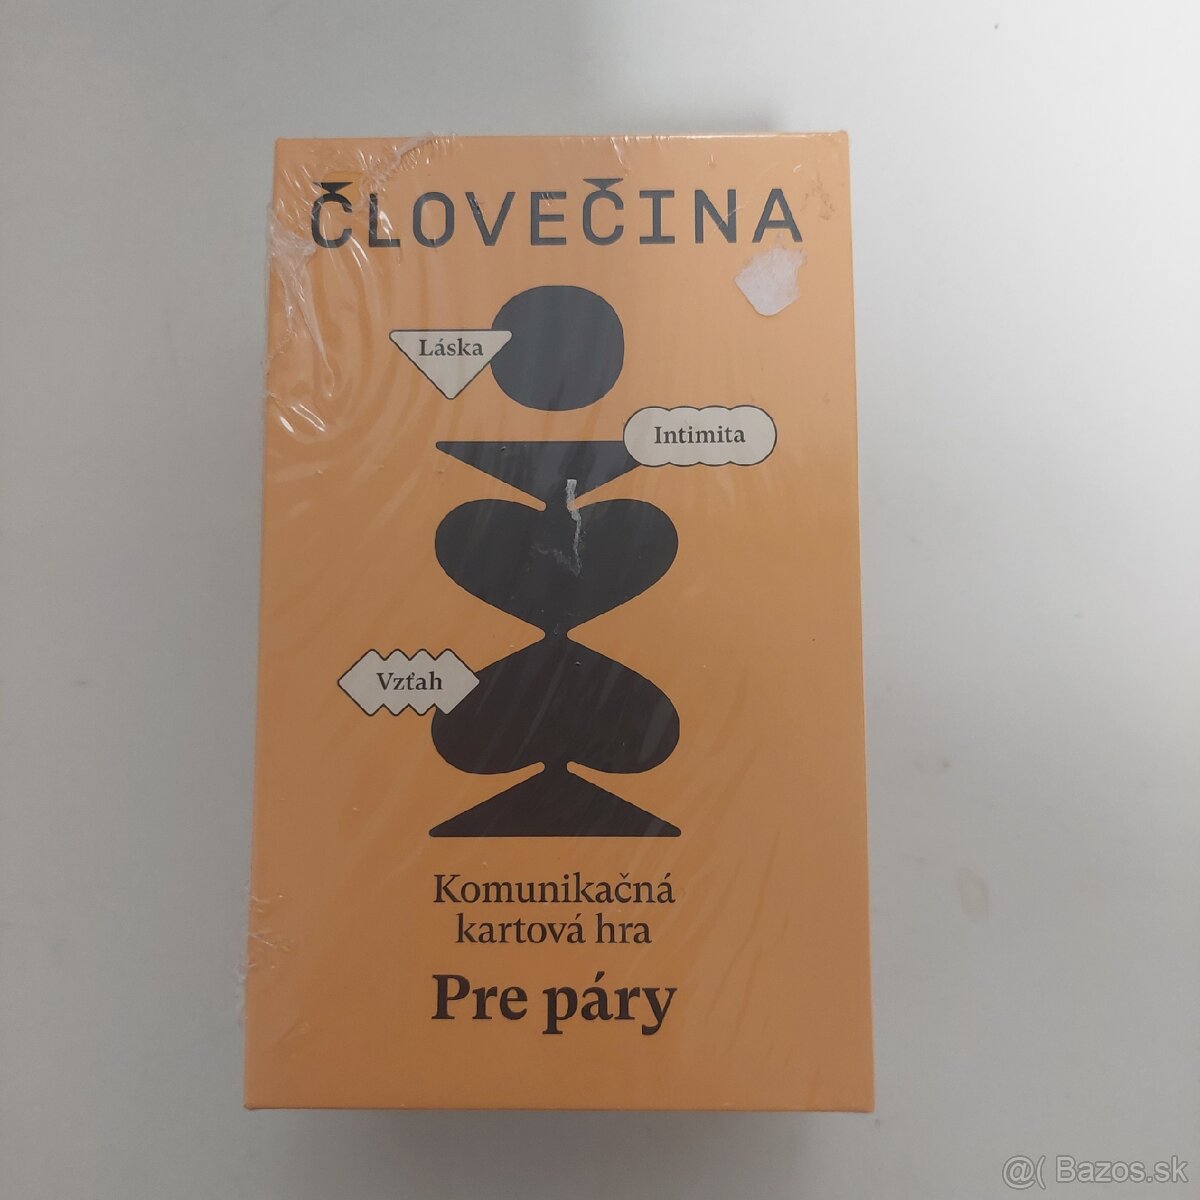 ČLOVEČINA
Láska
Intimita
Vzťah
Komunikačná
kartová hra
Pre páry
@( Bazos.sk